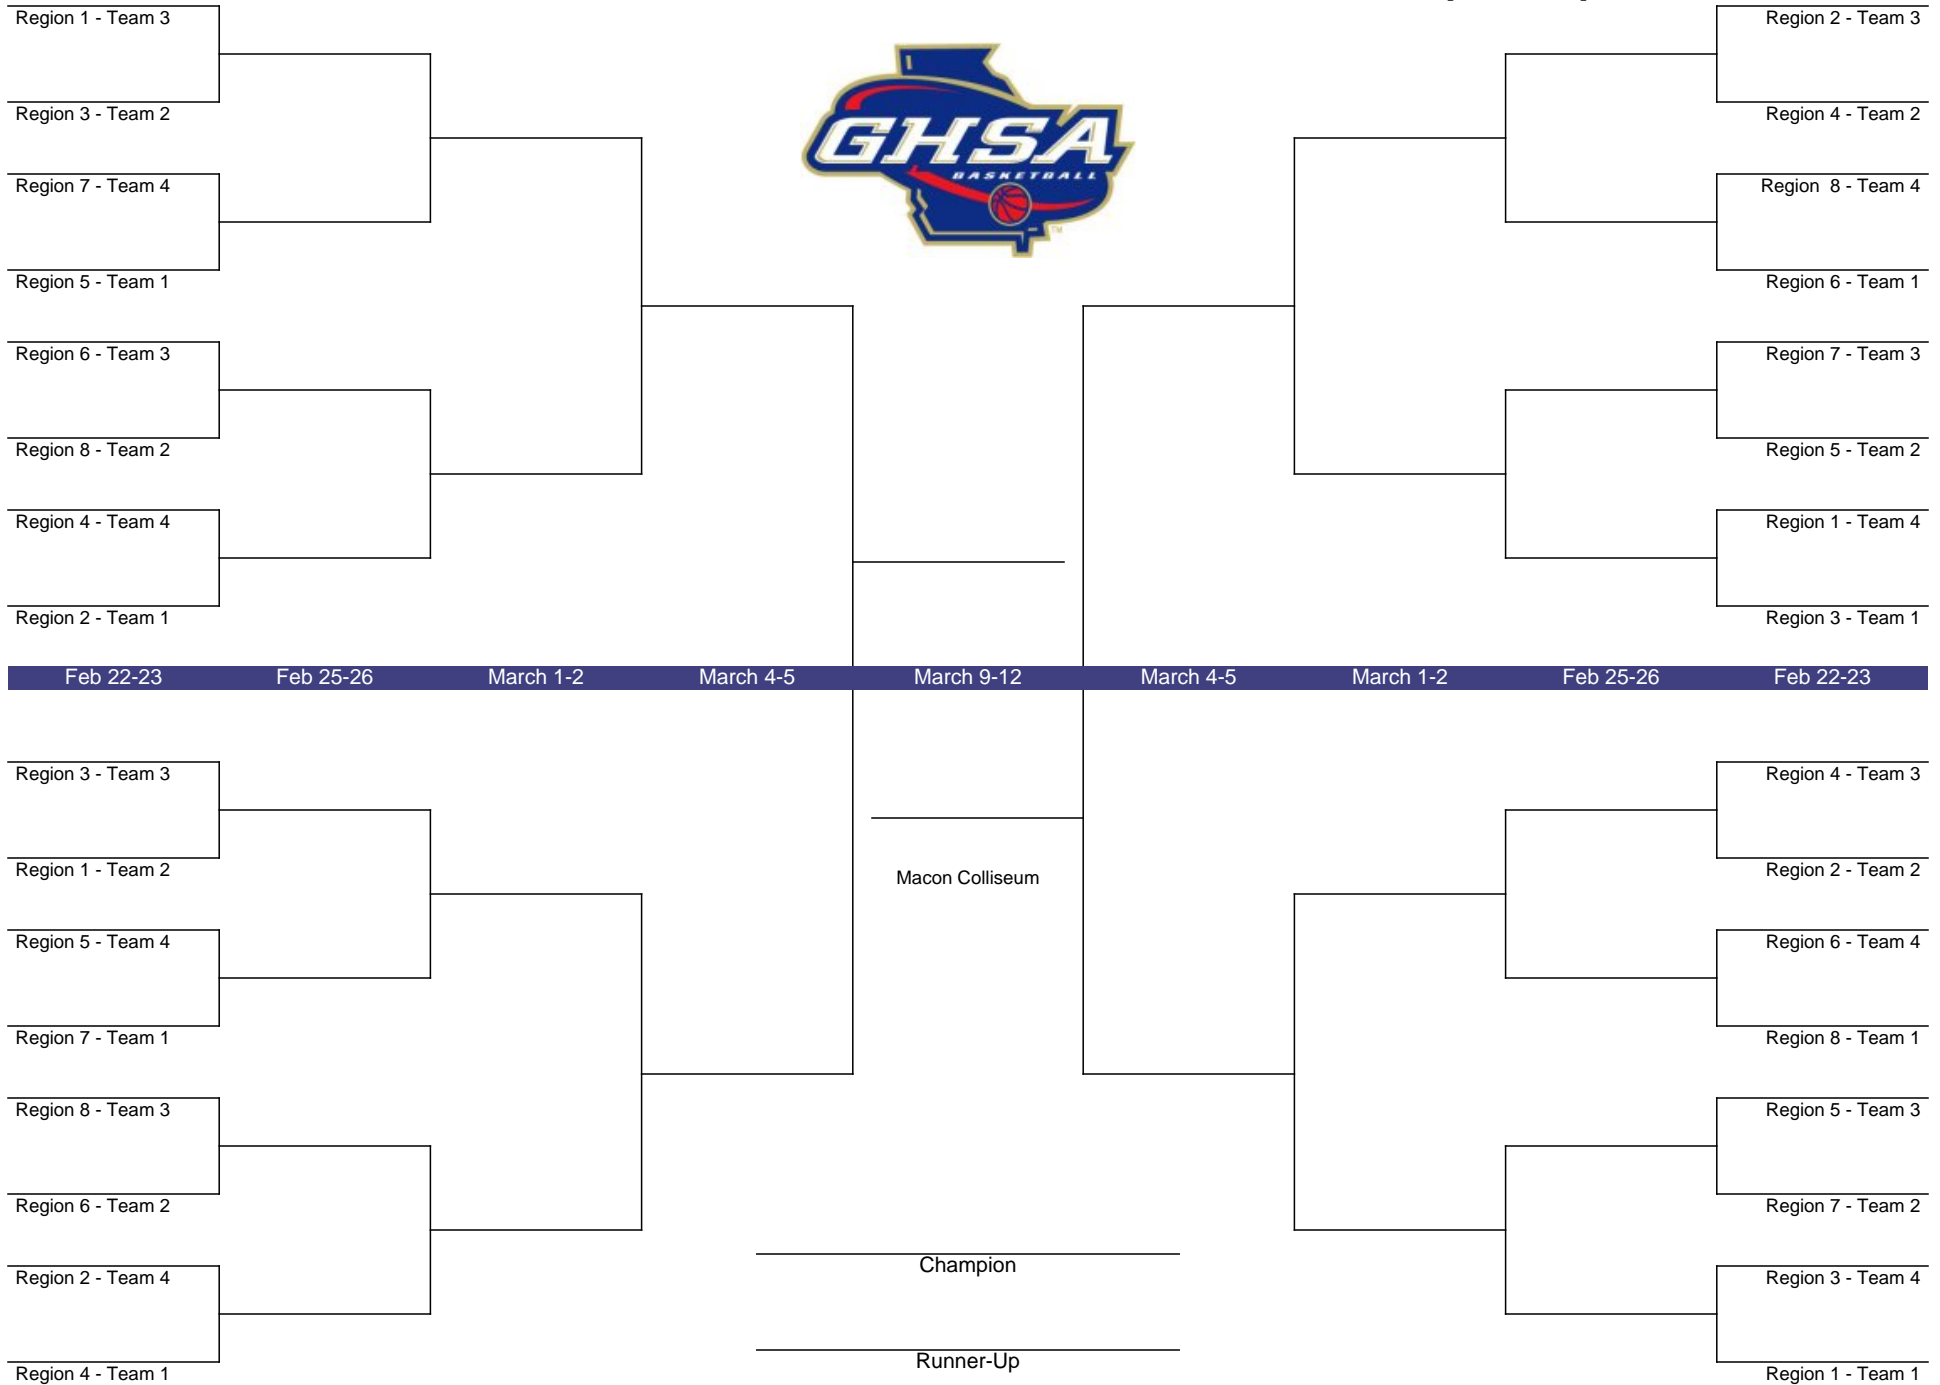 Region 1 - Team 3
Region 3 - Team 2
Region 7 - Team 4
Region 5 - Team 1
Region 6 - Team 3
Region 8 - Team 2
Region 4 - Team 4
Region 2 - Team 1
GHSA
BASKETBALL
TM
Region 2 - Team 3
Region 4 - Team 2
Region 8 - Team 4
Region 6 - Team 1
Region 7 - Team 3
Region 5 - Team 2
Region 1 - Team 4
Region 3 - Team 1
Feb 22-23 Feb 25-26 March 1-2 March 4-5 March 9-12 March 4-5 March 1-2 Feb 25-26 Feb 22-23
Region 3 - Team 3
Region 1 - Team 2
Region 5 - Team 4
Region 7 - Team 1
Region 8 - Team 3
Region 6 - Team 2
Region 2 - Team 4
Region 4 - Team 1
Macon Colliseum
Champion
Runner-Up
Region 4 - Team 3
Region 2 - Team 2
Region 6 - Team 4
Region 8 - Team 1
Region 5 - Team 3
Region 7 - Team 2
Region 3 - Team 4
Region 1 - Team 1